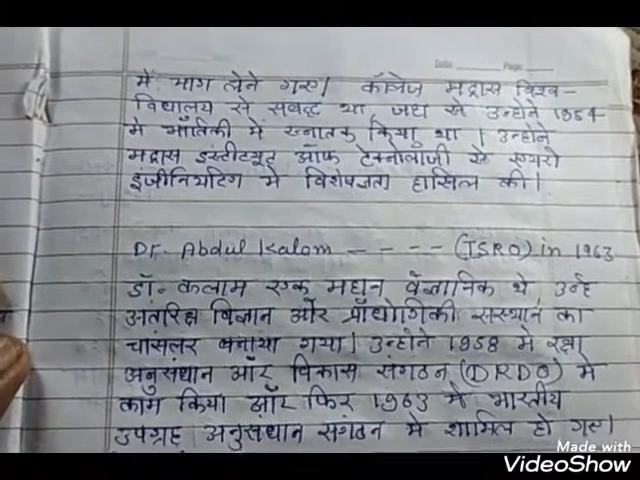 में भाग लेने गए। कॉलेज मद्रास विश्व-
विद्यालय से सबद्ध था, जहा से उन्होने 1954
मे भौतिकी में स्नातक किया था। उन्होने
मद्रास इंस्टीट्यूट ऑफ टेक्नोलॉजी से एयरो
इंजीनियरिंग मे विशेषज्ञता हासिल की।
Dr. Abdul Kalam - - - - (ISRO) in 1963
डॉ॰ कलाम एक महान वैज्ञानिक थे, उन्हे
अंतरिक्ष विज्ञान और प्रौद्योगिकी संस्थान का
चांसलर बनाया गया। उन्होने 1958 मे रक्षा
अनुसंधान और विकास संगठन (DRDO) मे
काम किया और फिर 1963 मे भारतीय
उपग्रह अनुसधान संगठन मे शामिल हो गए।
Made with
VideoShow